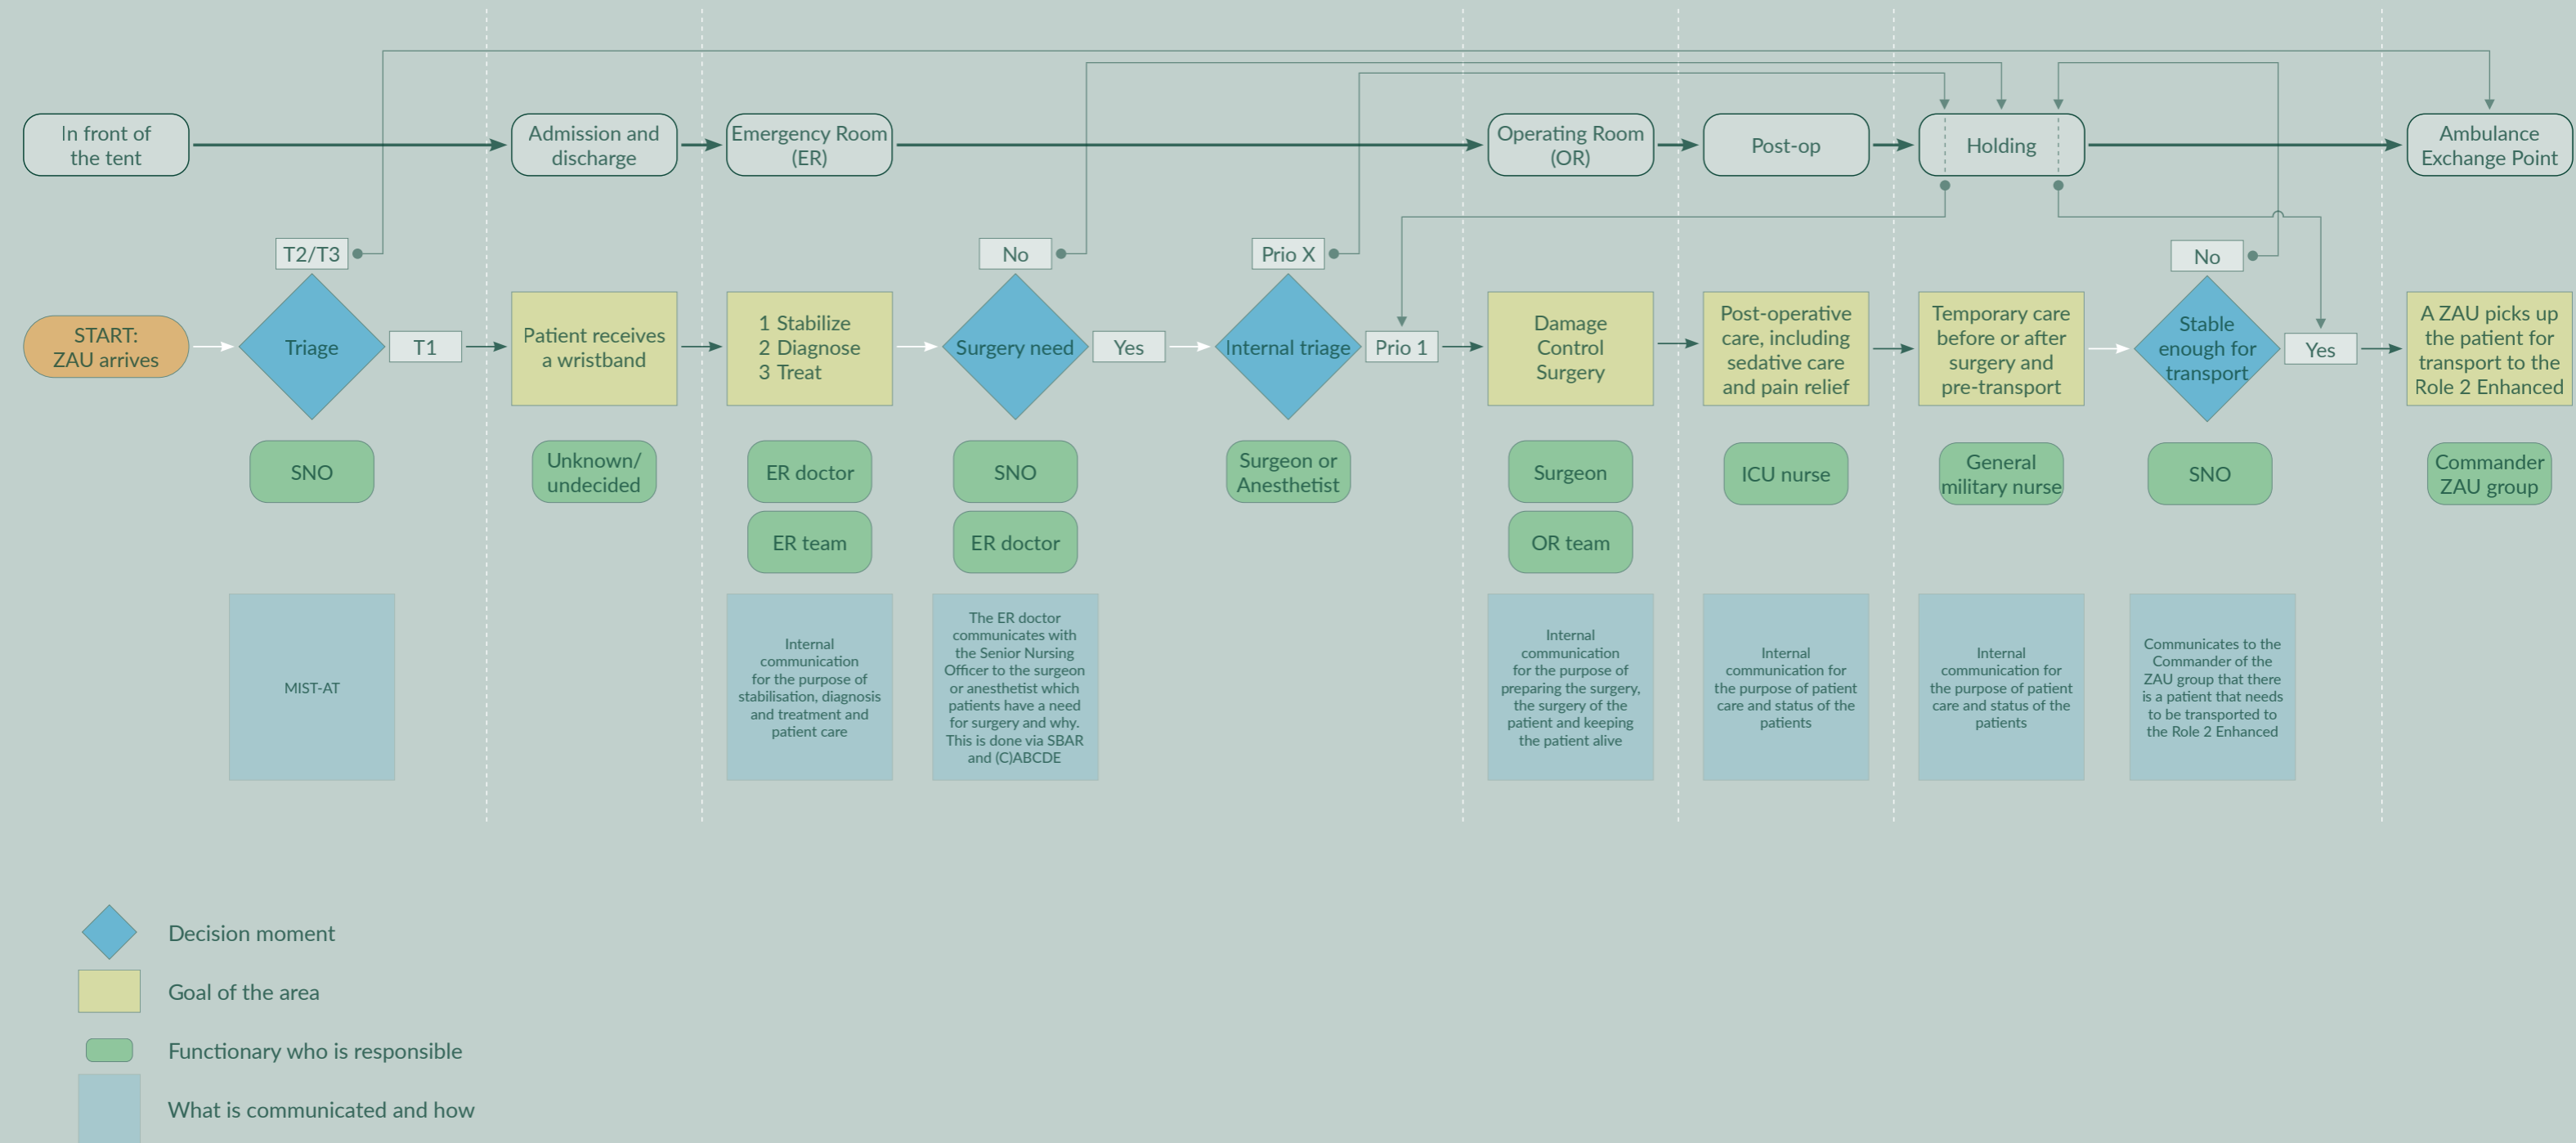 In front of
the tent
Admission and
discharge
Emergency Room
(ER)
Operating Room
(OR)
Post-op
Holding
Ambulance
Exchange Point
T2/T3
No
Prio X
No
START:
ZAU arrives
Triage
T1
Patient receives
a wristband
1 Stabilize
2 Diagnose
3 Treat
Surgery need
Yes
Internal triage
Prio 1
Damage
Control
Surgery
Post-operative
care, including
sedative care
and pain relief
Temporary care
before or after
surgery and
pre-transport
Stable
enough for
transport
Yes
A ZAU picks up
the patient for
transport to the
Role 2 Enhanced
SNO
Unknown/
undecided
ER doctor
SNO
Surgeon or
Anesthetist
Surgeon
ICU nurse
General
military nurse
SNO
Commander
ZAU group
ER team
ER doctor
OR team
MIST-AT
Internal
communication
for the purpose of
stabilisation, diagnosis
and treatment and
patient care
The ER doctor
communicates with
the Senior Nursing
Officer to the surgeon
or anesthetist which
patients have a need
for surgery and why.
This is done via SBAR
and (C)ABCDE
Internal
communication
for the purpose of
preparing the surgery,
the surgery of the
patient and keeping
the patient alive
Internal
communication for
the purpose of patient
care and status of the
patients
Internal
communication for
the purpose of patient
care and status of the
patients
Communicates to the
Commander of the
ZAU group that there
is a patient that needs
to be transported to
the Role 2 Enhanced
Decision moment
Goal of the area
Functionary who is responsible
What is communicated and how